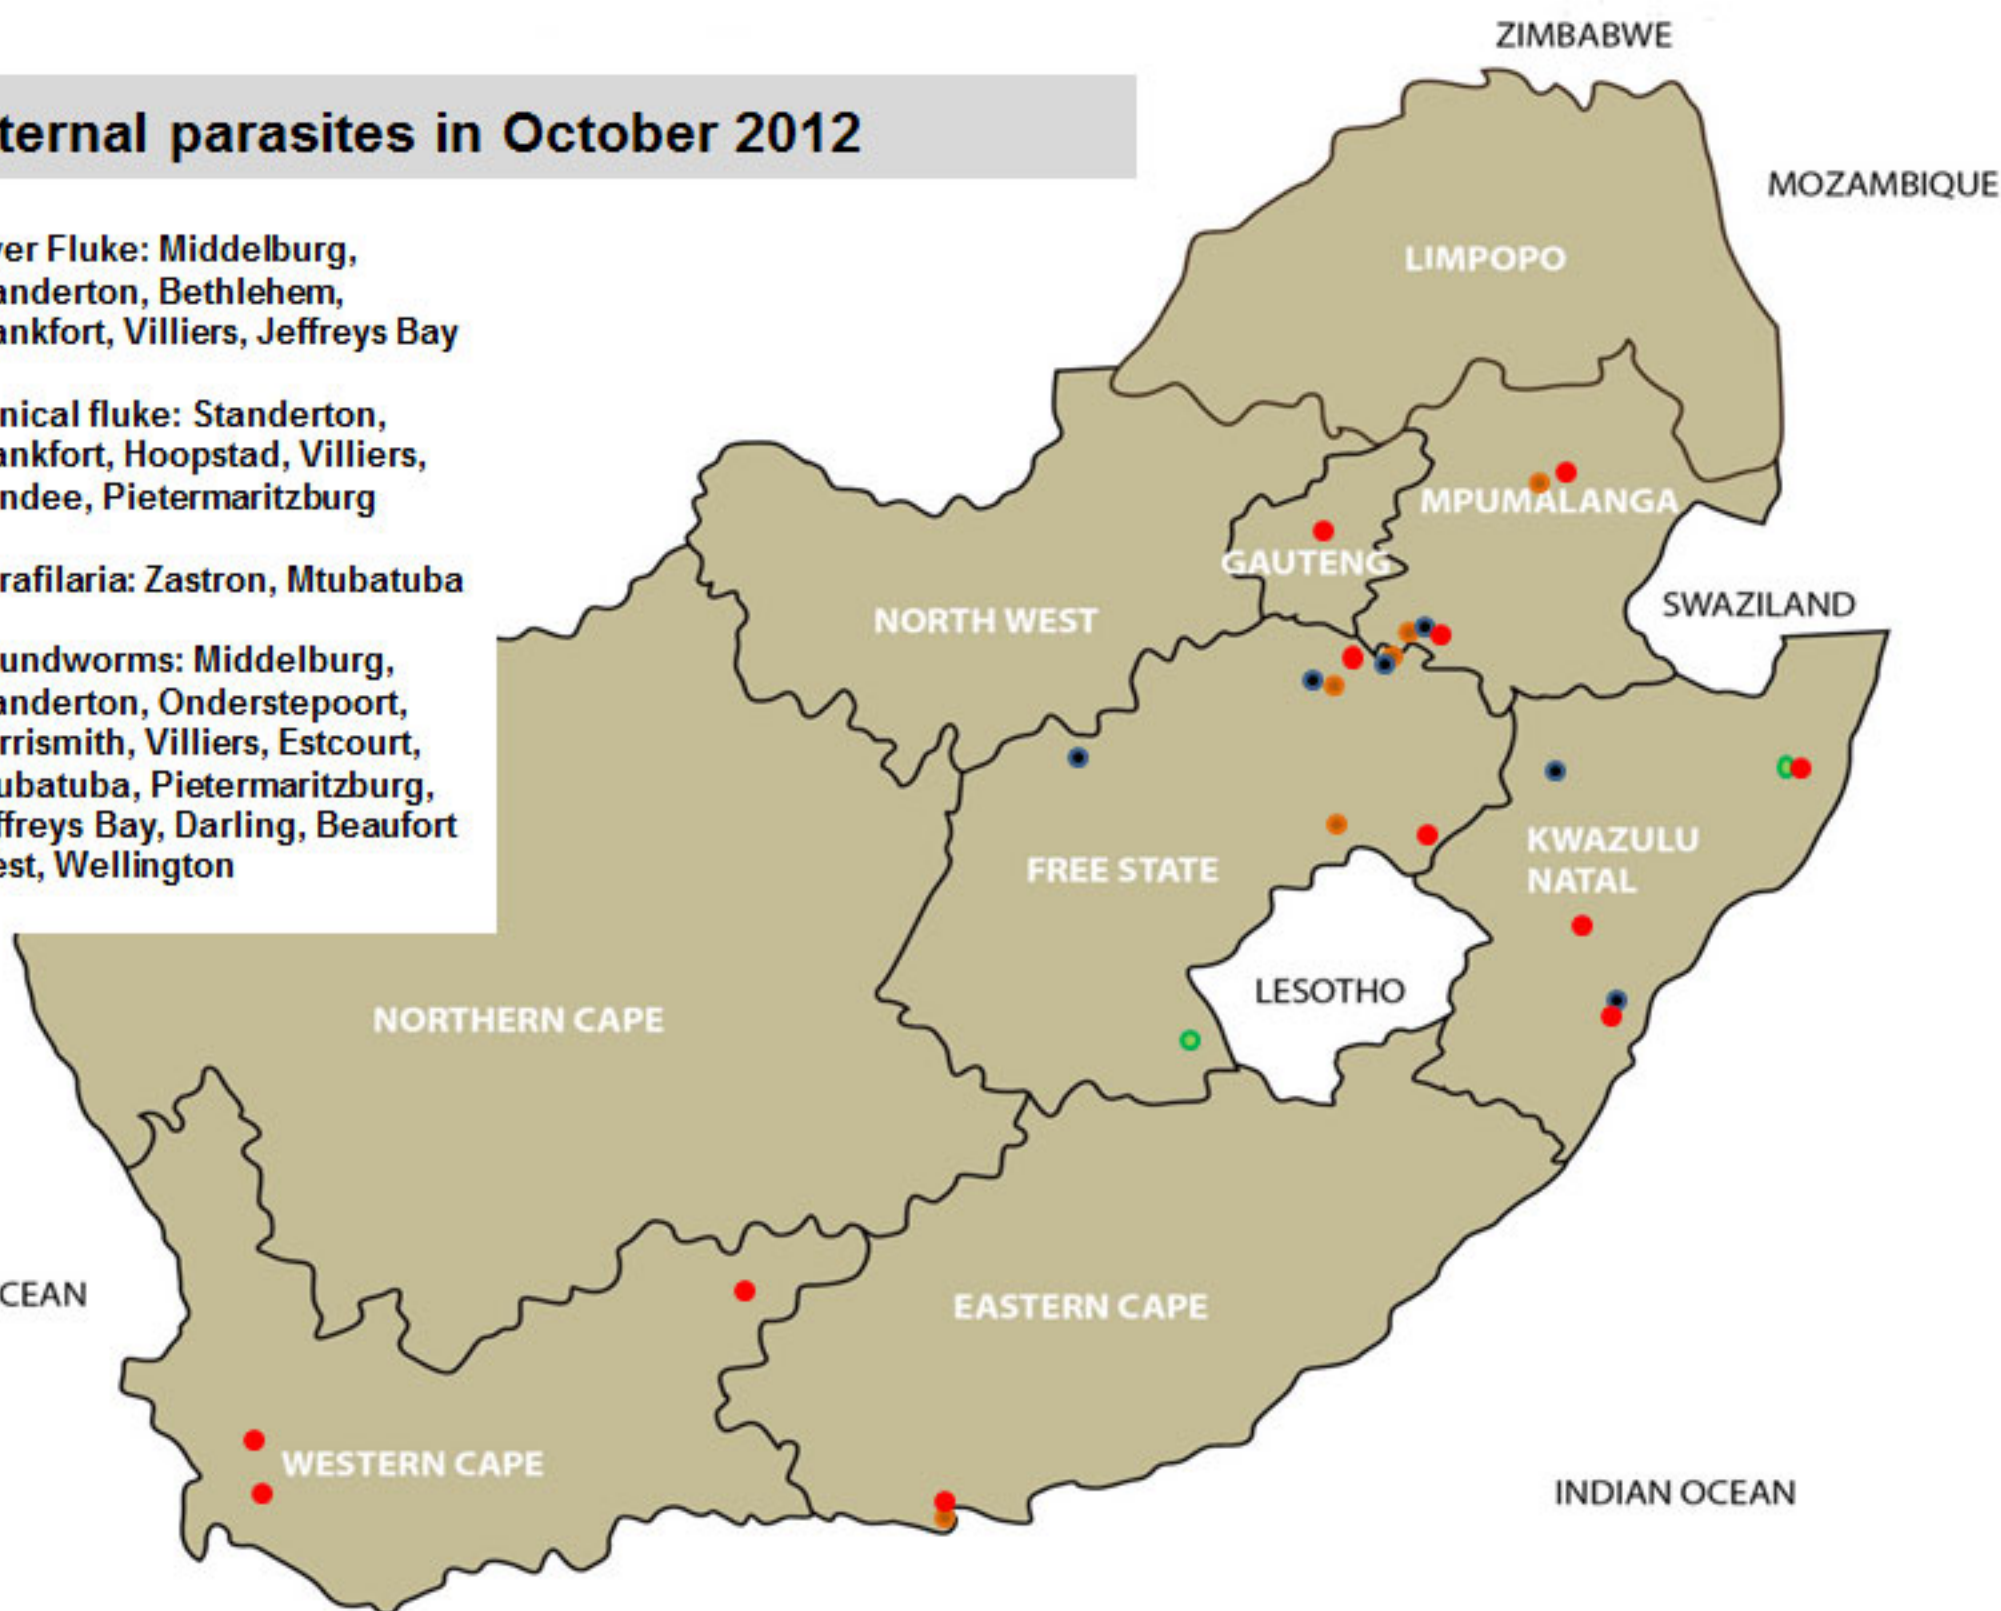 ZIMBABWE
ternal parasites in October 2012
MOZAMBIQUE
er Fluke: Middelburg,
anderton, Bethlehem,
ankfort, Villiers, Jeffreys Bay
LIMPOPO
nical fluke: Standerton,
ankfort, Hoopstad, Villiers,
ndee, Pietermaritzburg
MPUMALANGA
GAUTENG
rafilaria: Zastron, Mtubatuba
SWAZILAND
NORTH WEST
undworms: Middelburg,
anderton, Onderstepoort,
rrismith, Villiers, Estcourt,
ubatuba, Pietermaritzburg,
ffreys Bay, Darling, Beaufort
est, Wellington
KWAZULU
NATAL
FREE STATE
LESOTHO
NORTHERN CAPE
CEAN
EASTERN CAPE
WESTERN CAPE
INDIAN OCEAN